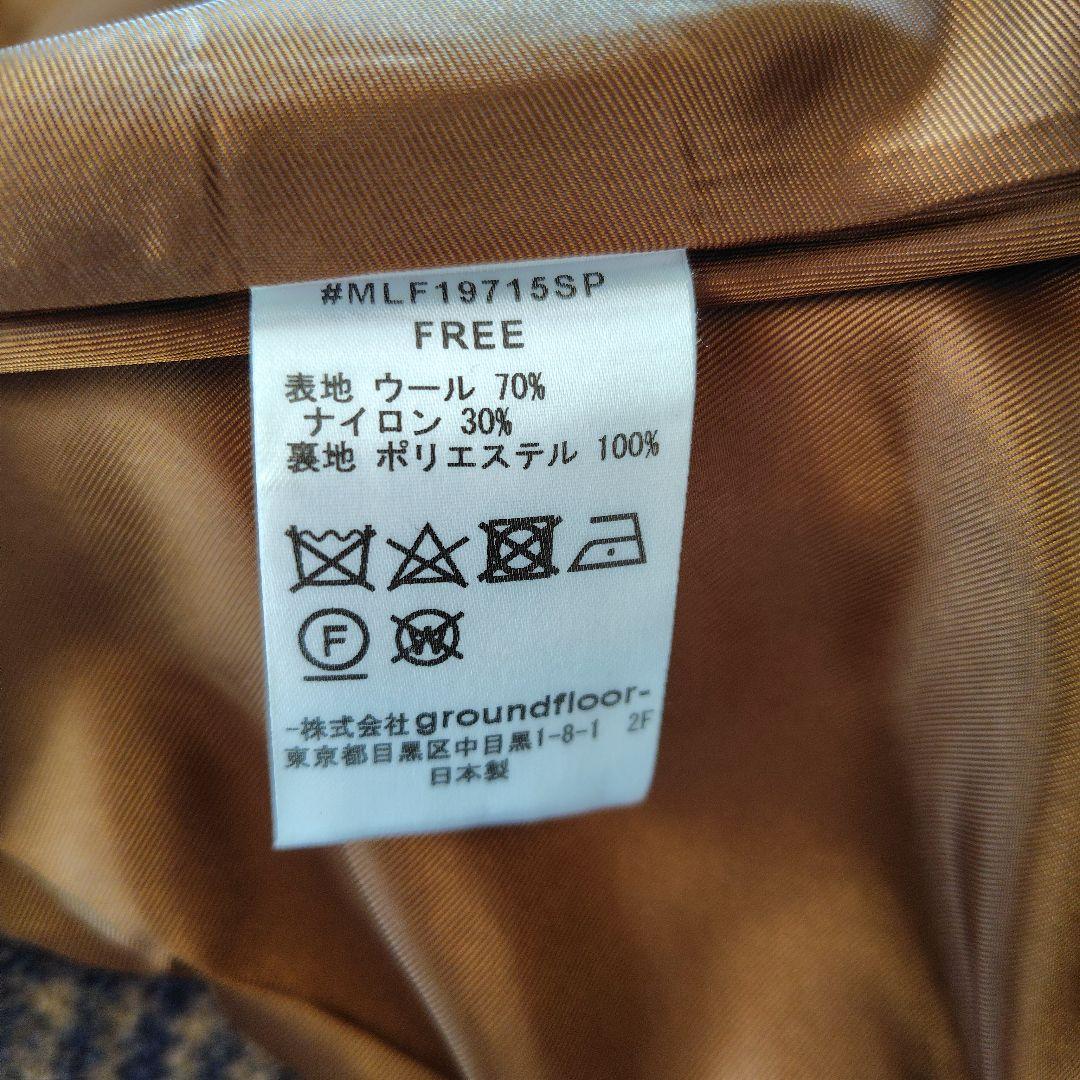 #MLF19715SP
FREE
表地 ウール 70%
ナイロン 30%
裏地 ポリエステル 100%
F W
-株式会社groundfloor-
東京都目黒区中目黒1-8-1 2F
日本製